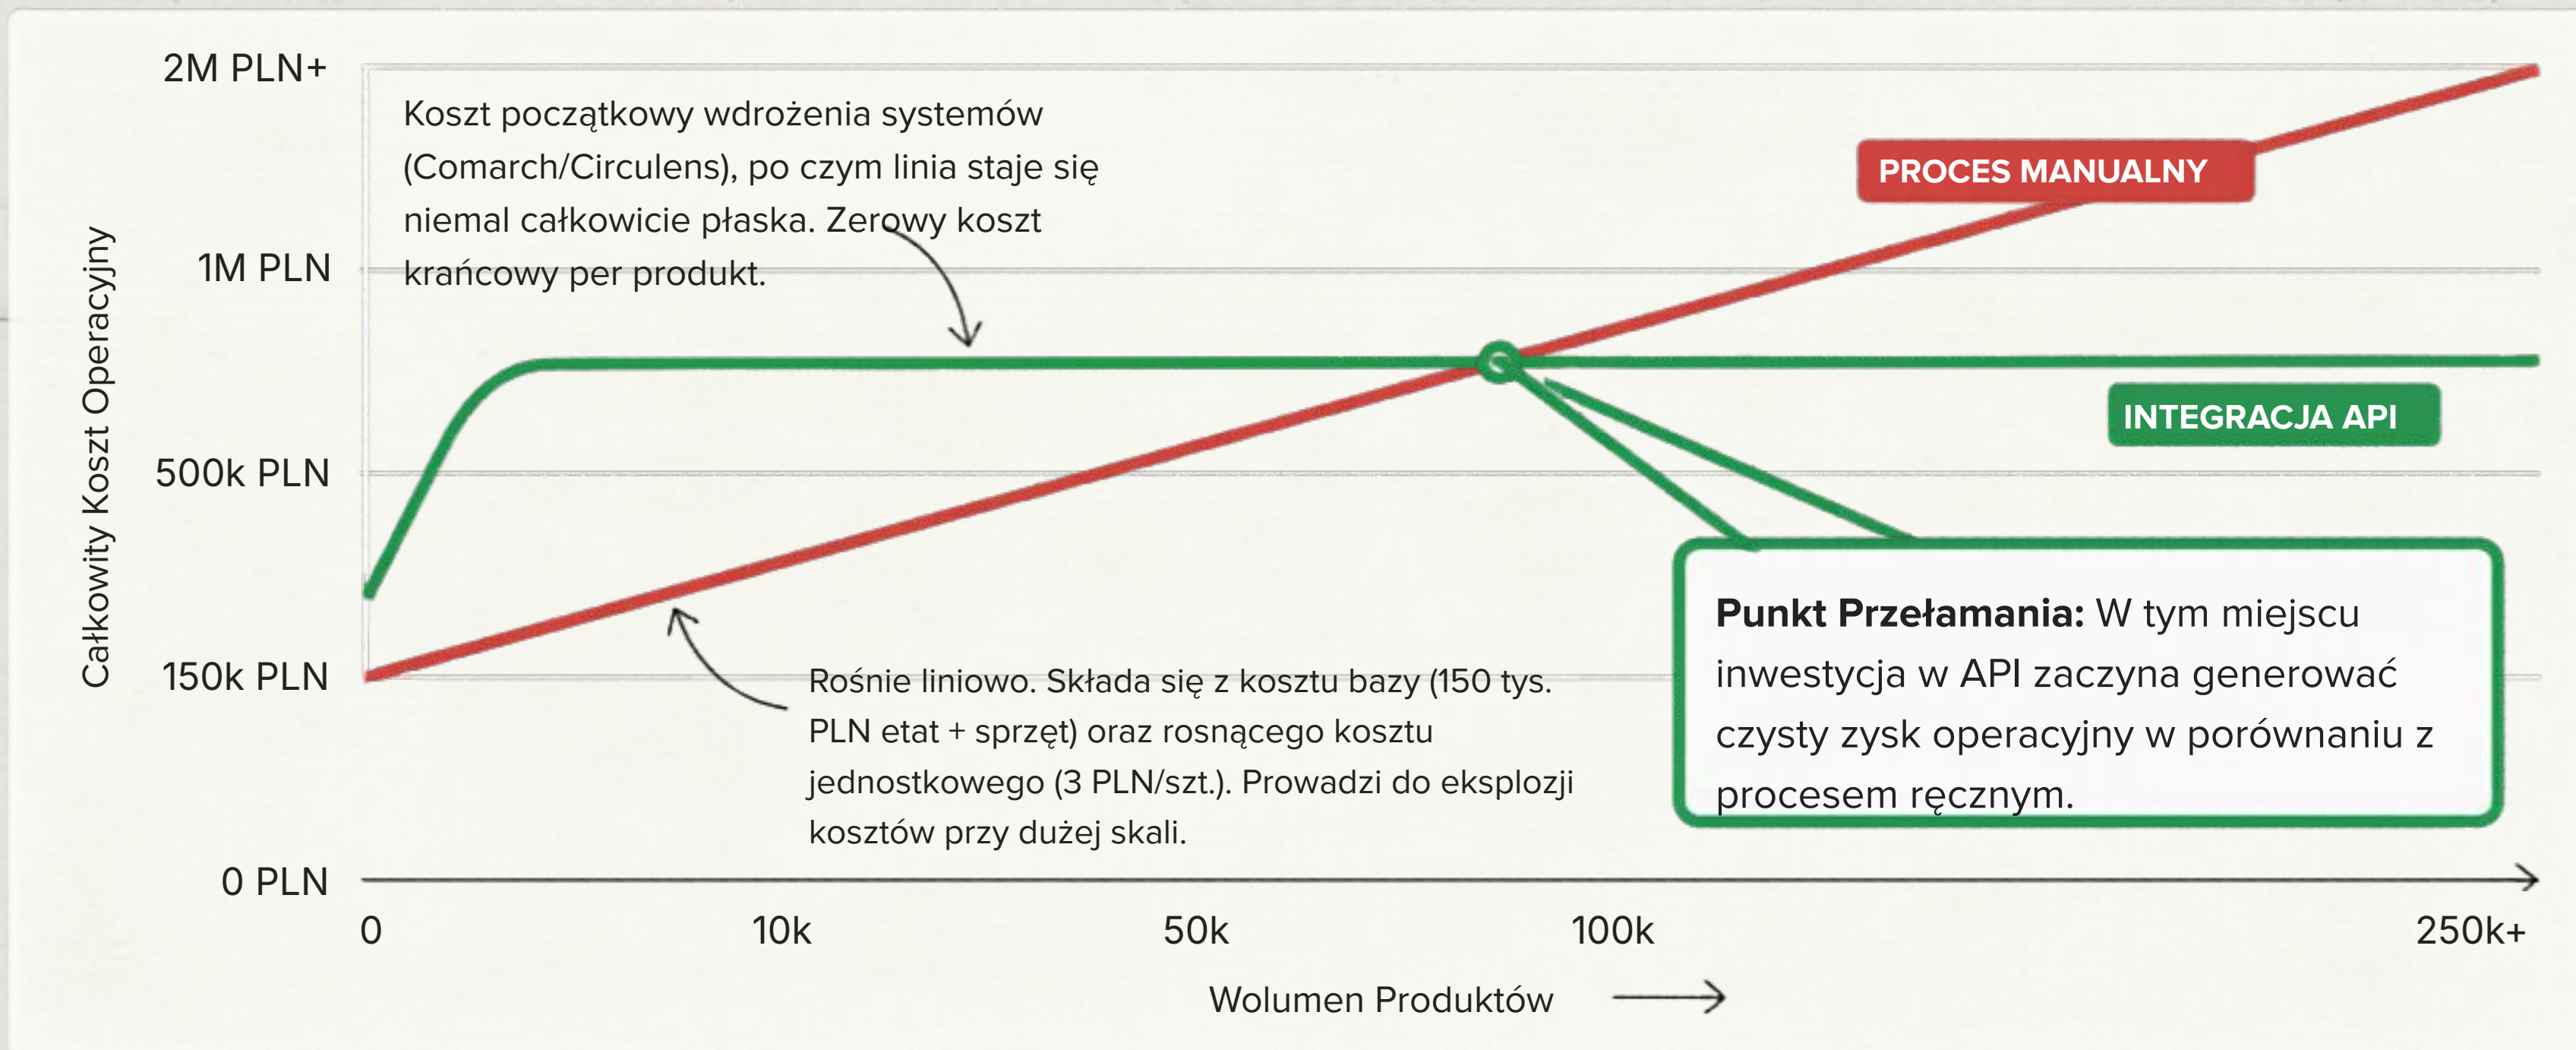 2M PLN+
Koszt początkowy wdrożenia systemów
(Comarch/Circulens), po czym linia staje się
niemal całkowicie płaska. Zerowy koszt
krańcowy per produkt.
PROCES MANUALNY
1M PLN
Całkowity Koszt Operacyjny
INTEGRACJA API
500k PLN
Punkt Przełamania: W tym miejscu
inwestycja w API zaczyna generować
czysty zysk operacyjny w porównaniu z
procesem ręcznym.
150k PLN
Rośnie liniowo. Składa się z kosztu bazy (150 tys.
PLN etat + sprzęt) oraz rosnącego kosztu
jednostkowego (3 PLN/szt.). Prowadzi do eksplozji
kosztów przy dużej skali.
0 PLN
0 10k 50k 100k 250k+
Wolumen Produktów